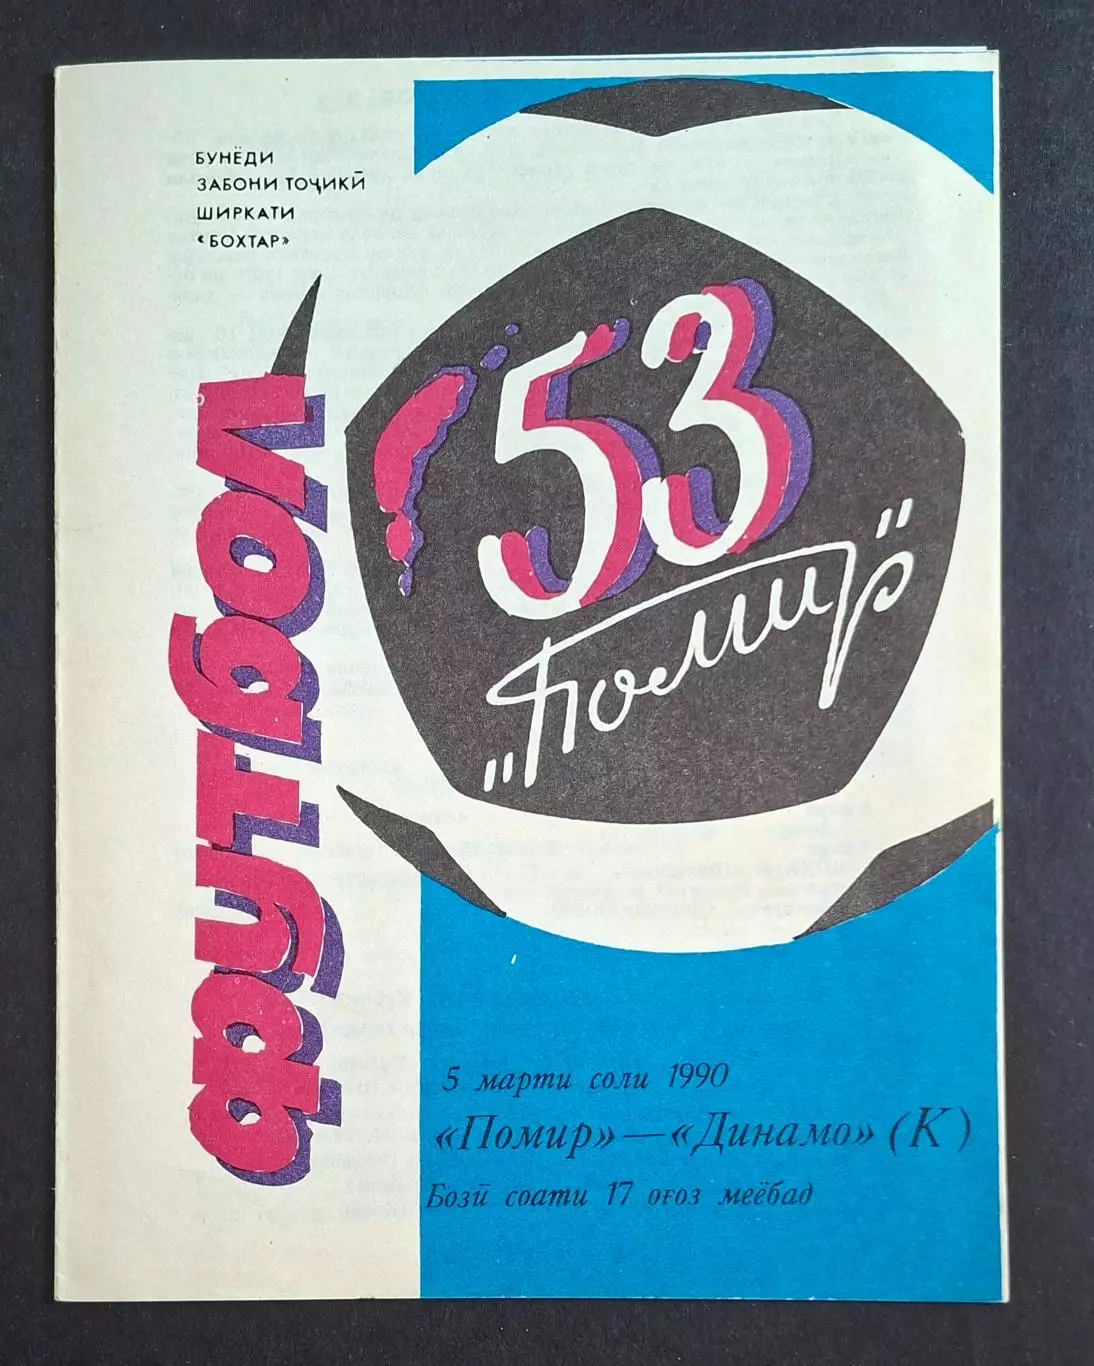 БУНЁДИ
ЗАБОНИ ТОҶИКӢ
ШИРКАТИ
«БОХТАР»
ФУТБОЛ
53
"Помир"
5 марти соли 1990
«Помир»—«Динамо» (К)
Бозӣ соати 17 оғоз меёбад